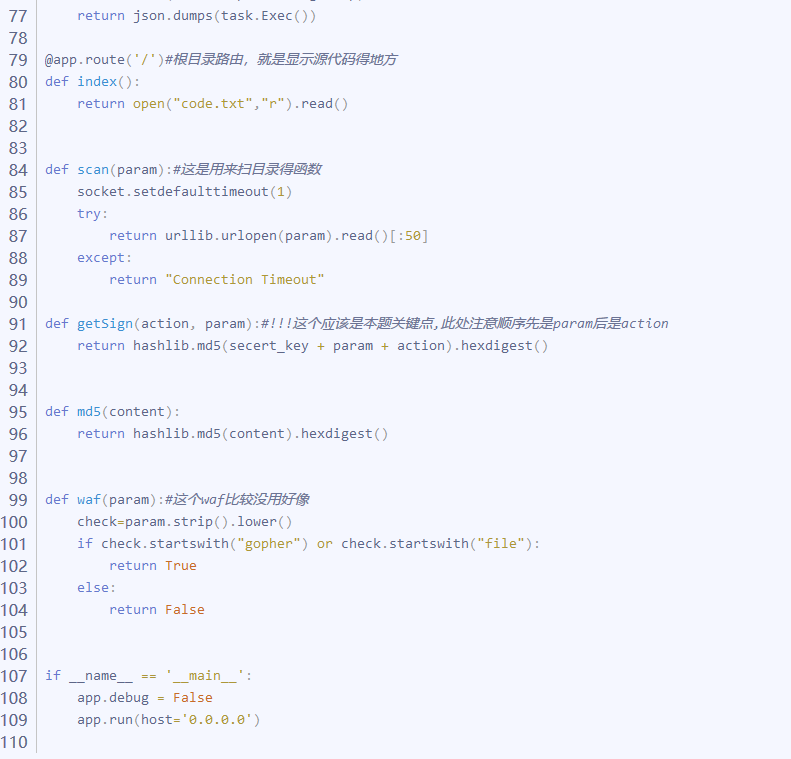 77 return json.dumps(task.Exec())
78
79 @app.route('/')#根目录路由，就是显示源代码得地方
80 def index():
81 return open("code.txt","r").read()
82
83
84 def scan(param):#这是用来扫目录得函数
85 socket.setdefaulttimeout(1)
86 try:
87 return urllib.urlopen(param).read()[:50]
88 except:
89 return "Connection Timeout"
90
91 def getSign(action, param):#!!!这个应该是本题关键点,此处注意顺序先是param后是action
92 return hashlib.md5(secert_key + param + action).hexdigest()
93
94
95 def md5(content):
96 return hashlib.md5(content).hexdigest()
97
98
99 def waf(param):#这个waf比较没用好像
100 check=param.strip().lower()
101 if check.startswith("gopher") or check.startswith("file"):
102 return True
103 else:
104 return False
105
106
107 if __name__ == '__main__':
108 app.debug = False
109 app.run(host='0.0.0.0')
110